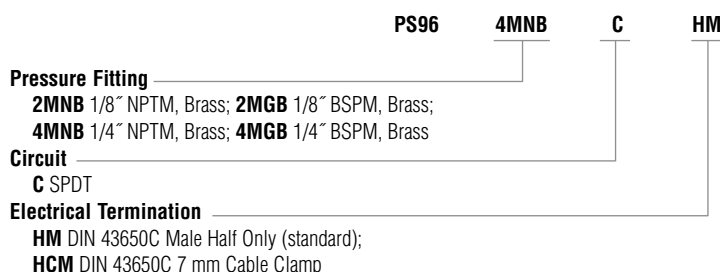 PS96 4MNB C HM
Pressure Fitting
2MNB 1/8˝ NPTM, Brass; 2MGB 1/8˝ BSPM, Brass;
4MNB 1/4˝ NPTM, Brass; 4MGB 1/4˝ BSPM, Brass
Circuit
C SPDT
Electrical Termination
HM DIN 43650C Male Half Only (standard);
HCM DIN 43650C 7 mm Cable Clamp